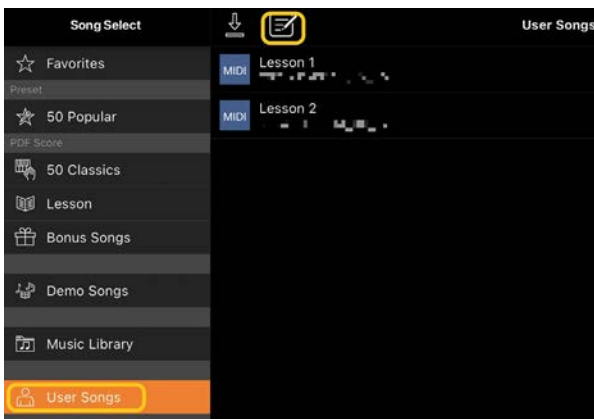 Song Select
User Songs
Favorites
Preset
50 Popular
PDF Score
50 Classics
Lesson
Bonus Songs
Demo Songs
Music Library
User Songs
MIDI
Lesson 1
MIDI
Lesson 2